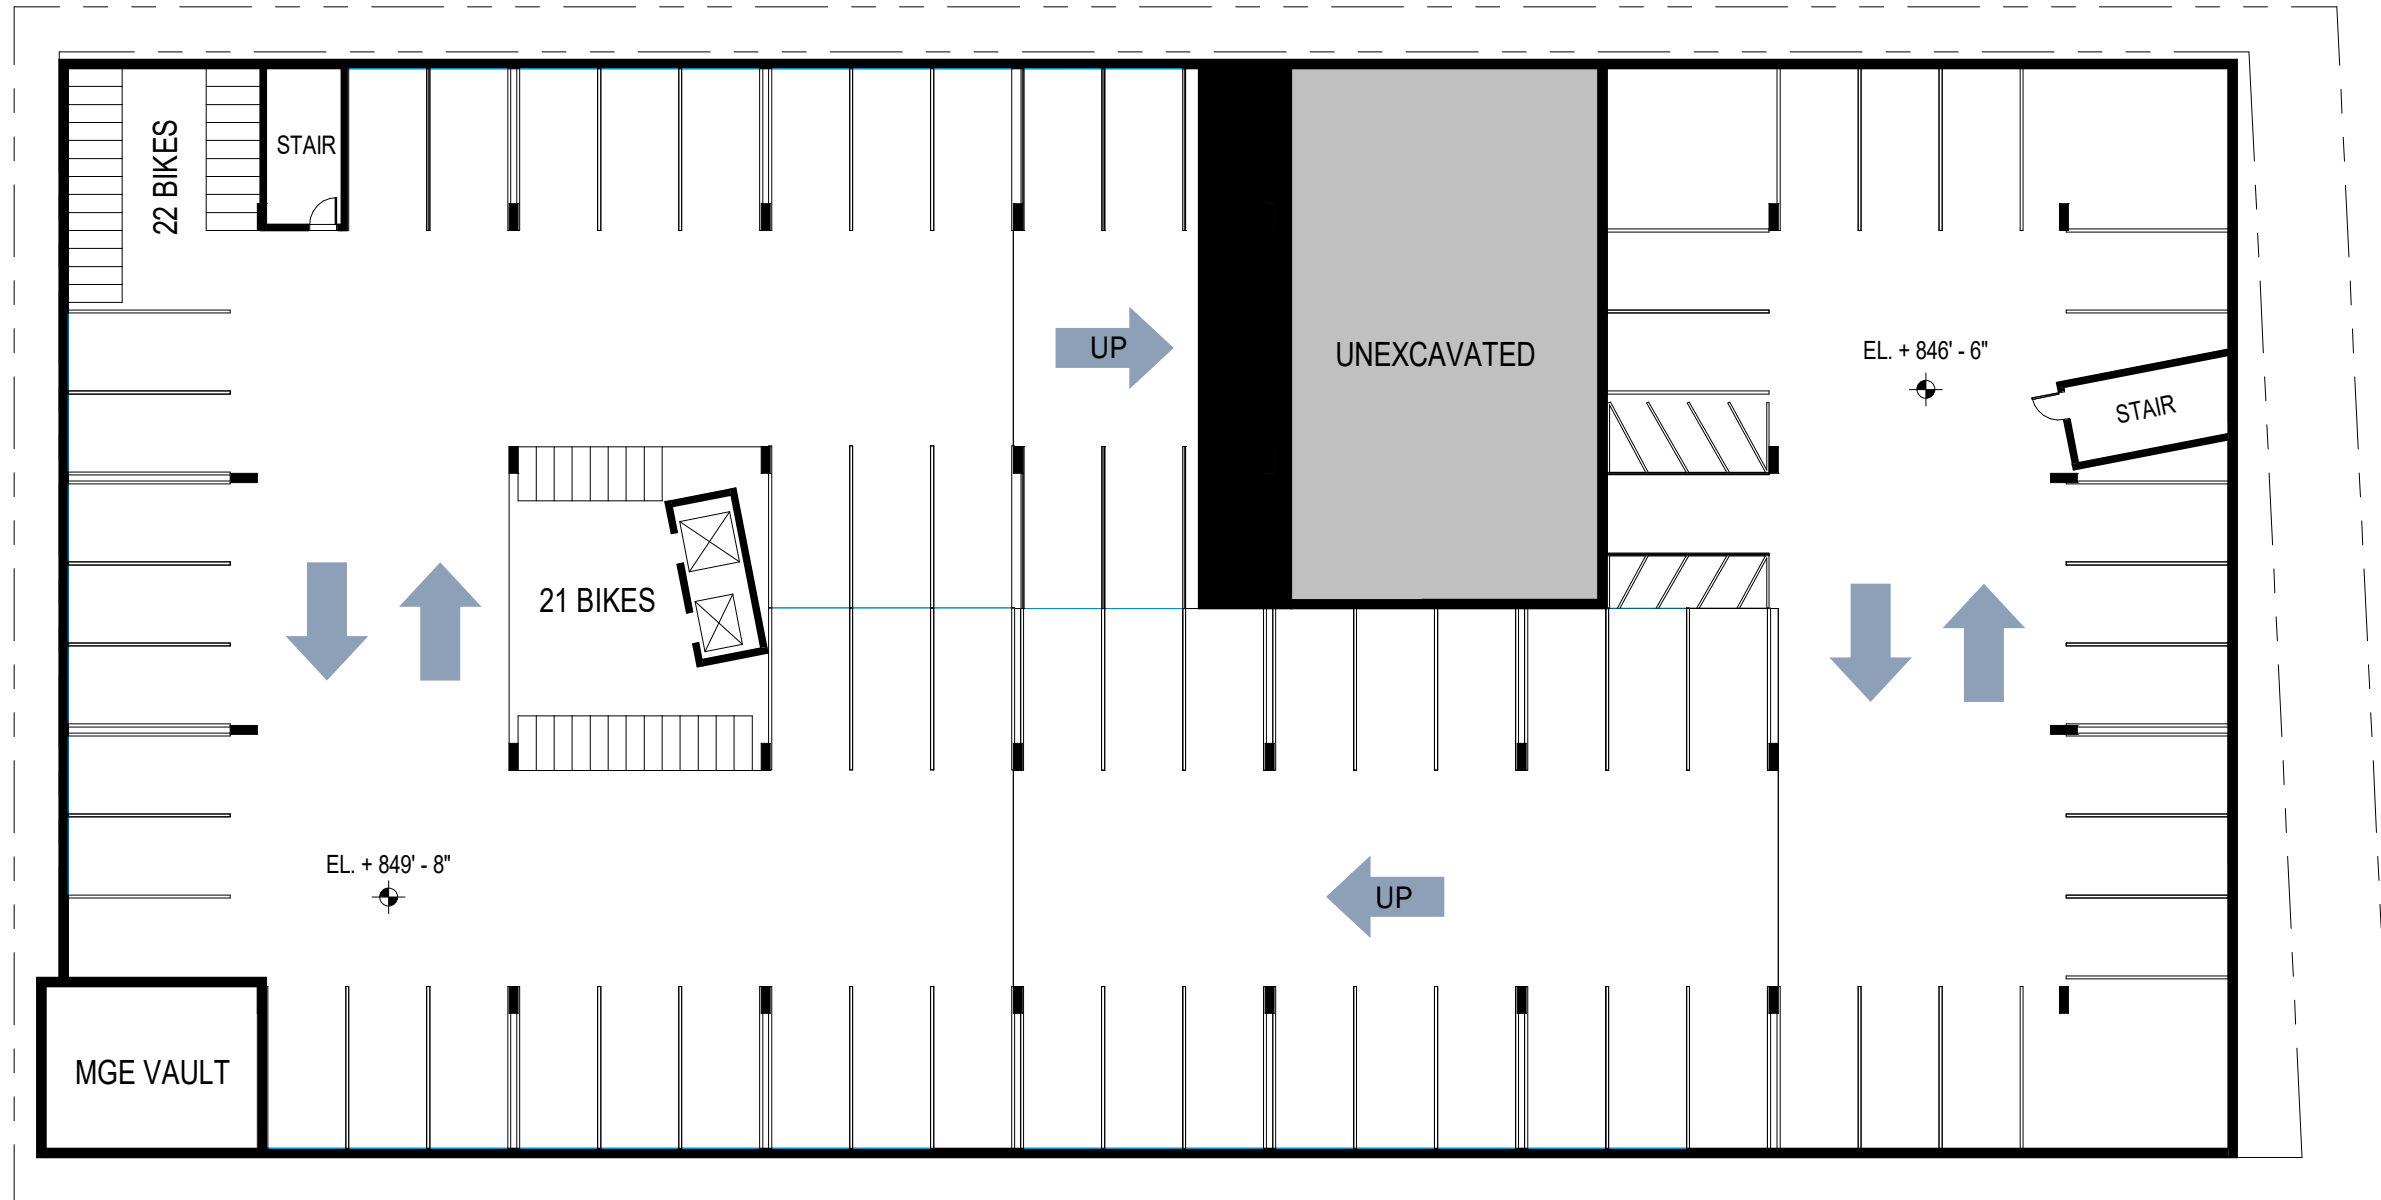 22 BIKES
STAIR
UP
UNEXCAVATED
EL. + 846' - 6"
STAIR
21 BIKES
EL. + 849' - 8"
UP
MGE VAULT